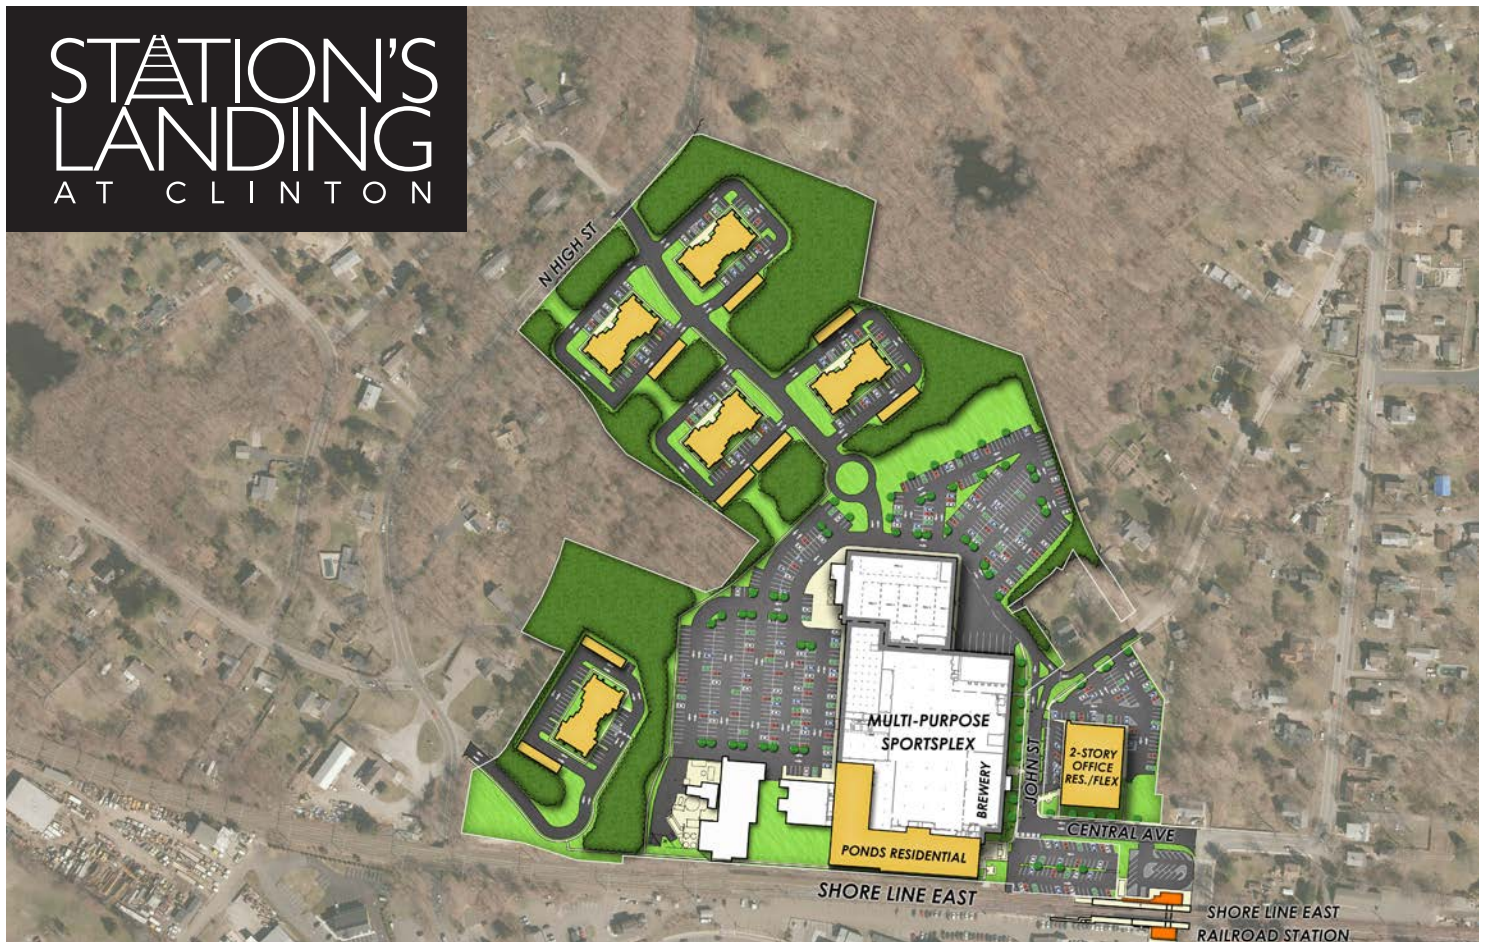 STATION'S
LANDING
AT CLINTON
N HIGH ST
MULTI-PURPOSE
SPORTSPLEX
BREWERY
JOHN ST
2-STORY
OFFICE
RES./FLEX
CENTRAL AVE
PONDS RESIDENTIAL
SHORE LINE EAST
SHORE LINE EAST
RAILROAD STATION